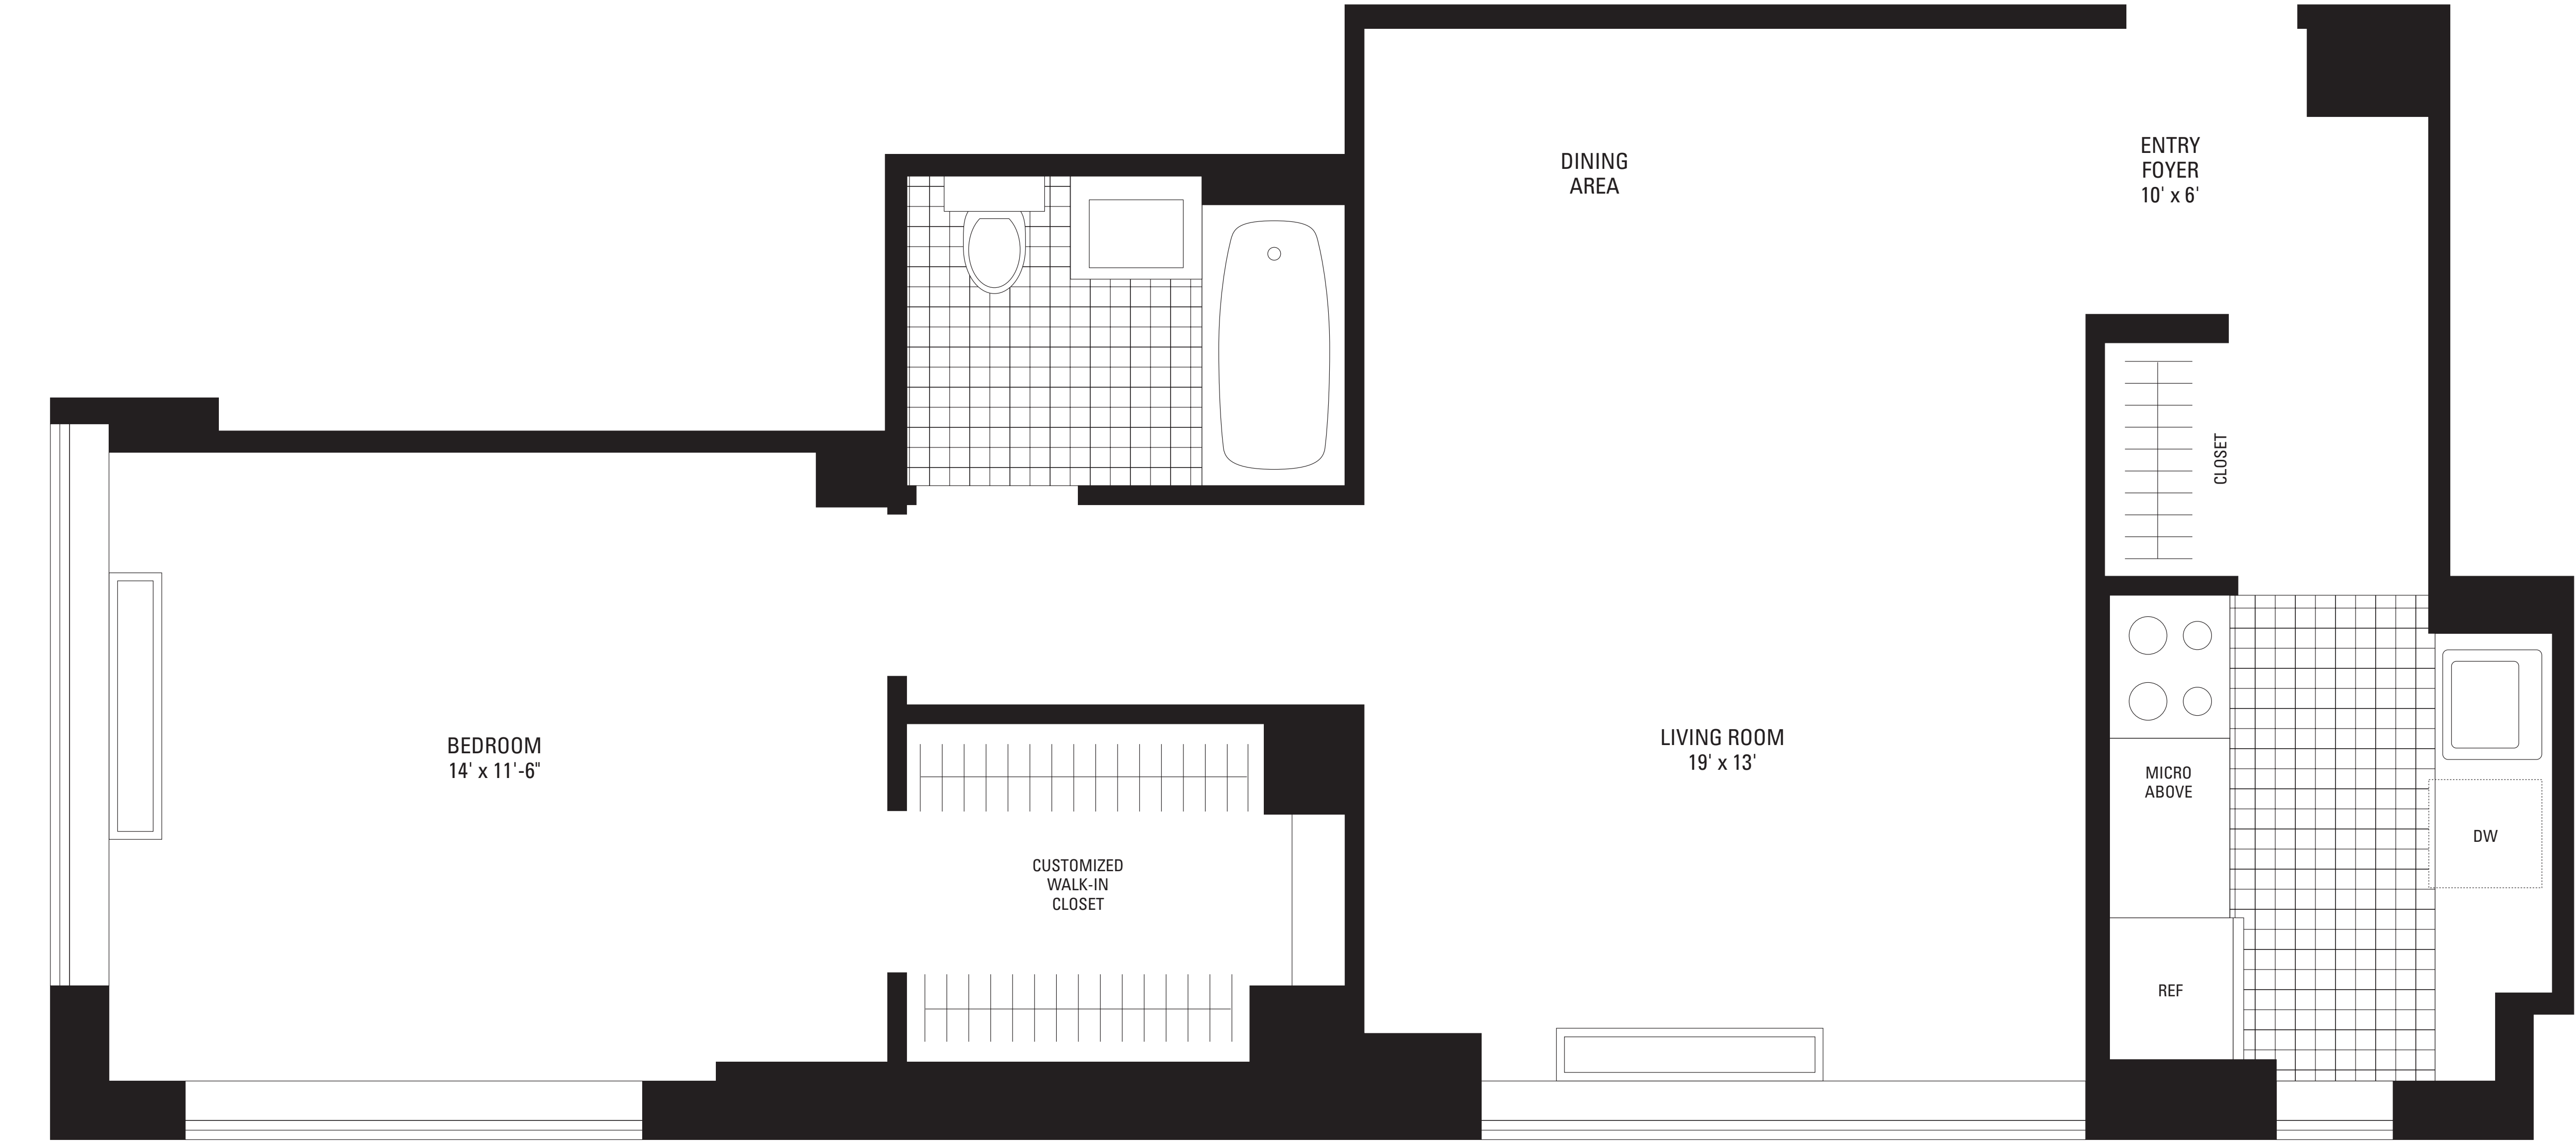 DINING
AREA
ENTRY
FOYER
10' x 6'
CLOSET
BEDROOM
14' x 11'-6"
LIVING ROOM
19' x 13'
MICRO
ABOVE
DW
CUSTOMIZED
WALK-IN
CLOSET
REF